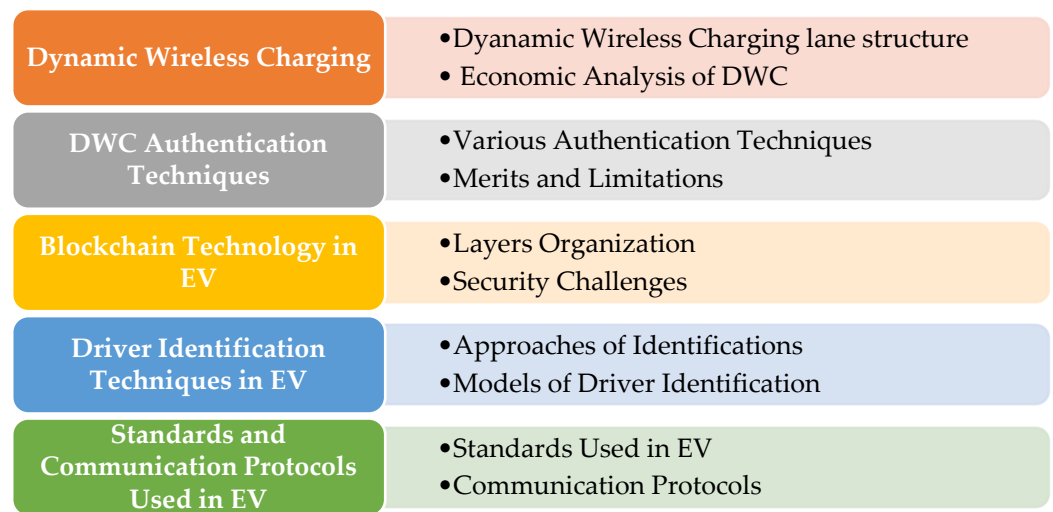 Dynamic Wireless Charging
•Dyanamic Wireless Charging lane structure
• Economic Analysis of DWC
DWC Authentication
Techniques
•Various Authentication Techniques
•Merits and Limitations
Blockchain Technology in
EV
•Layers Organization
•Security Challenges
Driver Identification
Techniques in EV
•Approaches of Identifications
•Models of Driver Identification
Standards and
Communication Protocols
Used in EV
•Standards Used in EV
•Communication Protocols